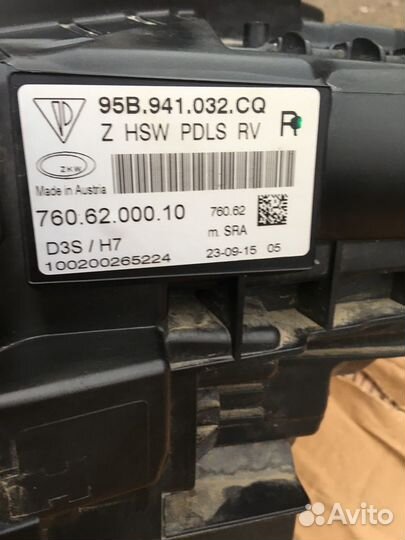 95B.941.032.CQ
Z HSW PDLS RV R
ZKW
Made in Austria
760.62.000.10 760.62
D3S / H7 m. SRA
100200265224 23-09-15 05
Avito